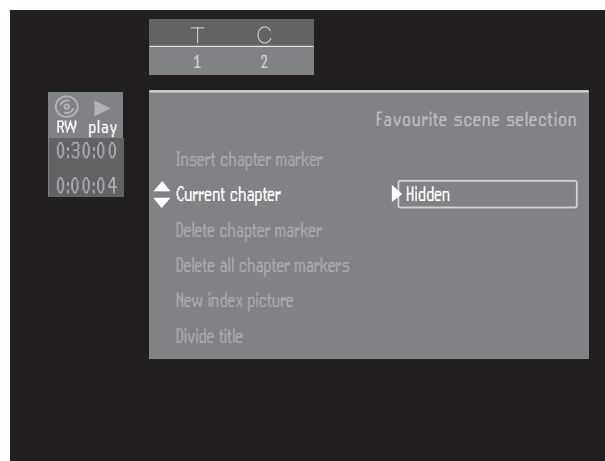 T C
1 2
RW play
0:30:00
0:00:04
Favourite scene selection
Insert chapter marker
Current chapter Hidden
Delete chapter marker
Delete all chapter markers
New index picture
Divide title